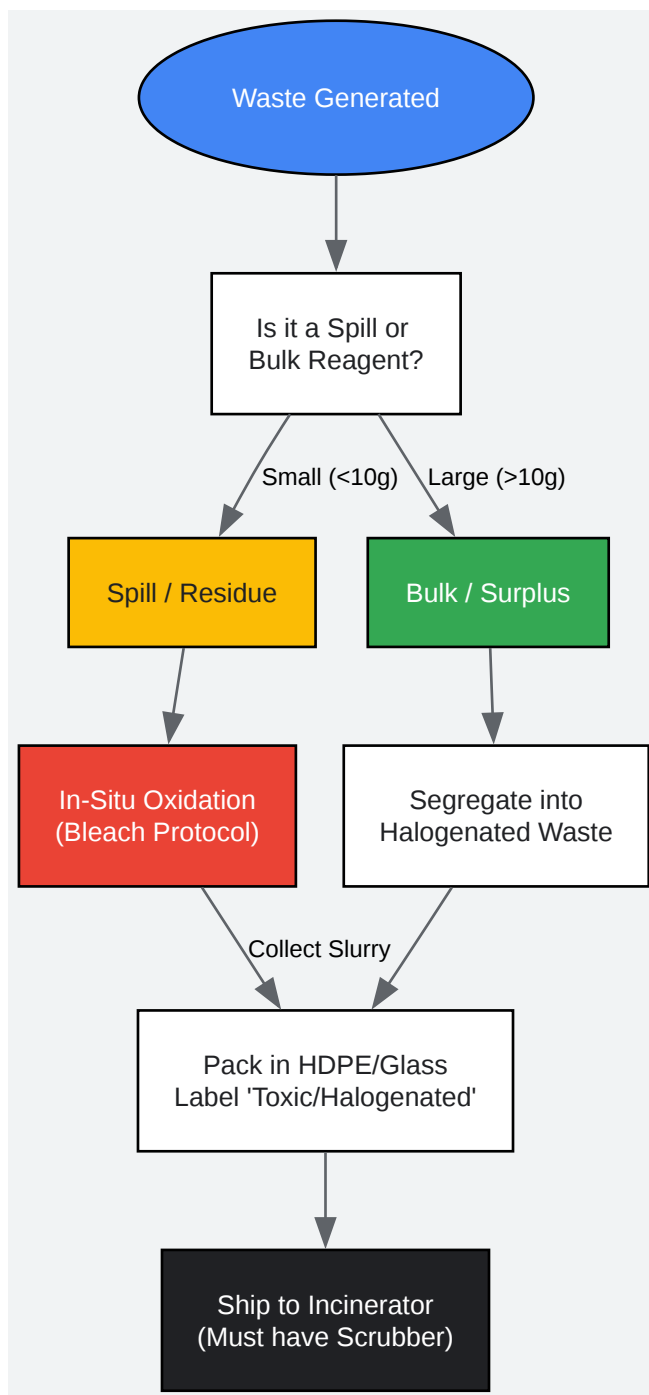 Waste Generated
Is it a Spill or
Bulk Reagent?
Small (<10g)
Large (>10g)
Spill / Residue
Bulk / Surplus
In-Situ Oxidation
(Bleach Protocol)
Segregate into
Halogenated Waste
Collect Slurry
Pack in HDPE/Glass
Label 'Toxic/Halogenated'
Ship to Incinerator
(Must have Scrubber)